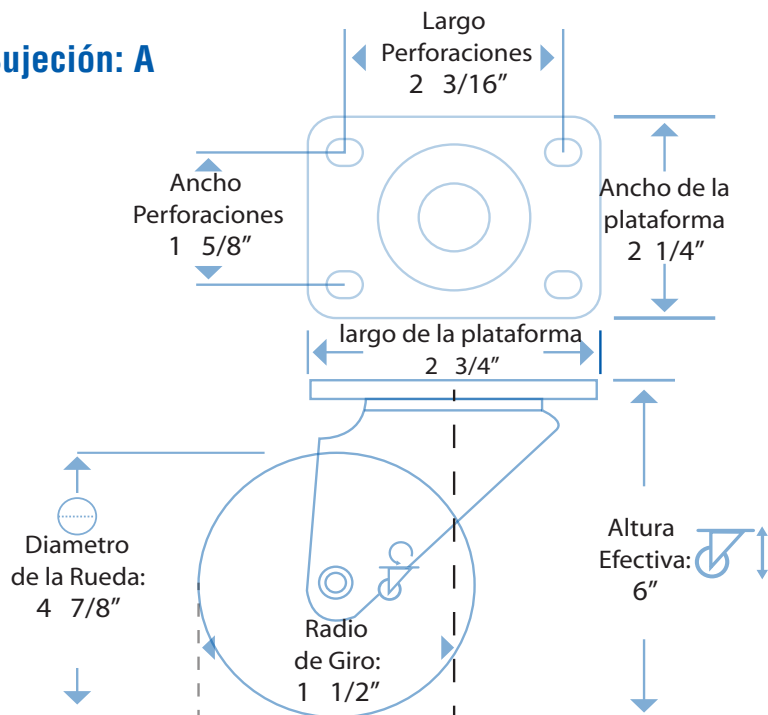 ujeción: A
Largo
Perforaciones
2 3/16”
Ancho
Perforaciones
1 5/8”
Ancho de la
plataforma
2 1/4”
largo de la plataforma
2 3/4”
Diametro
de la Rueda:
4 7/8”
Radio
de Giro:
1 1/2”
Altura
Efectiva:
6”